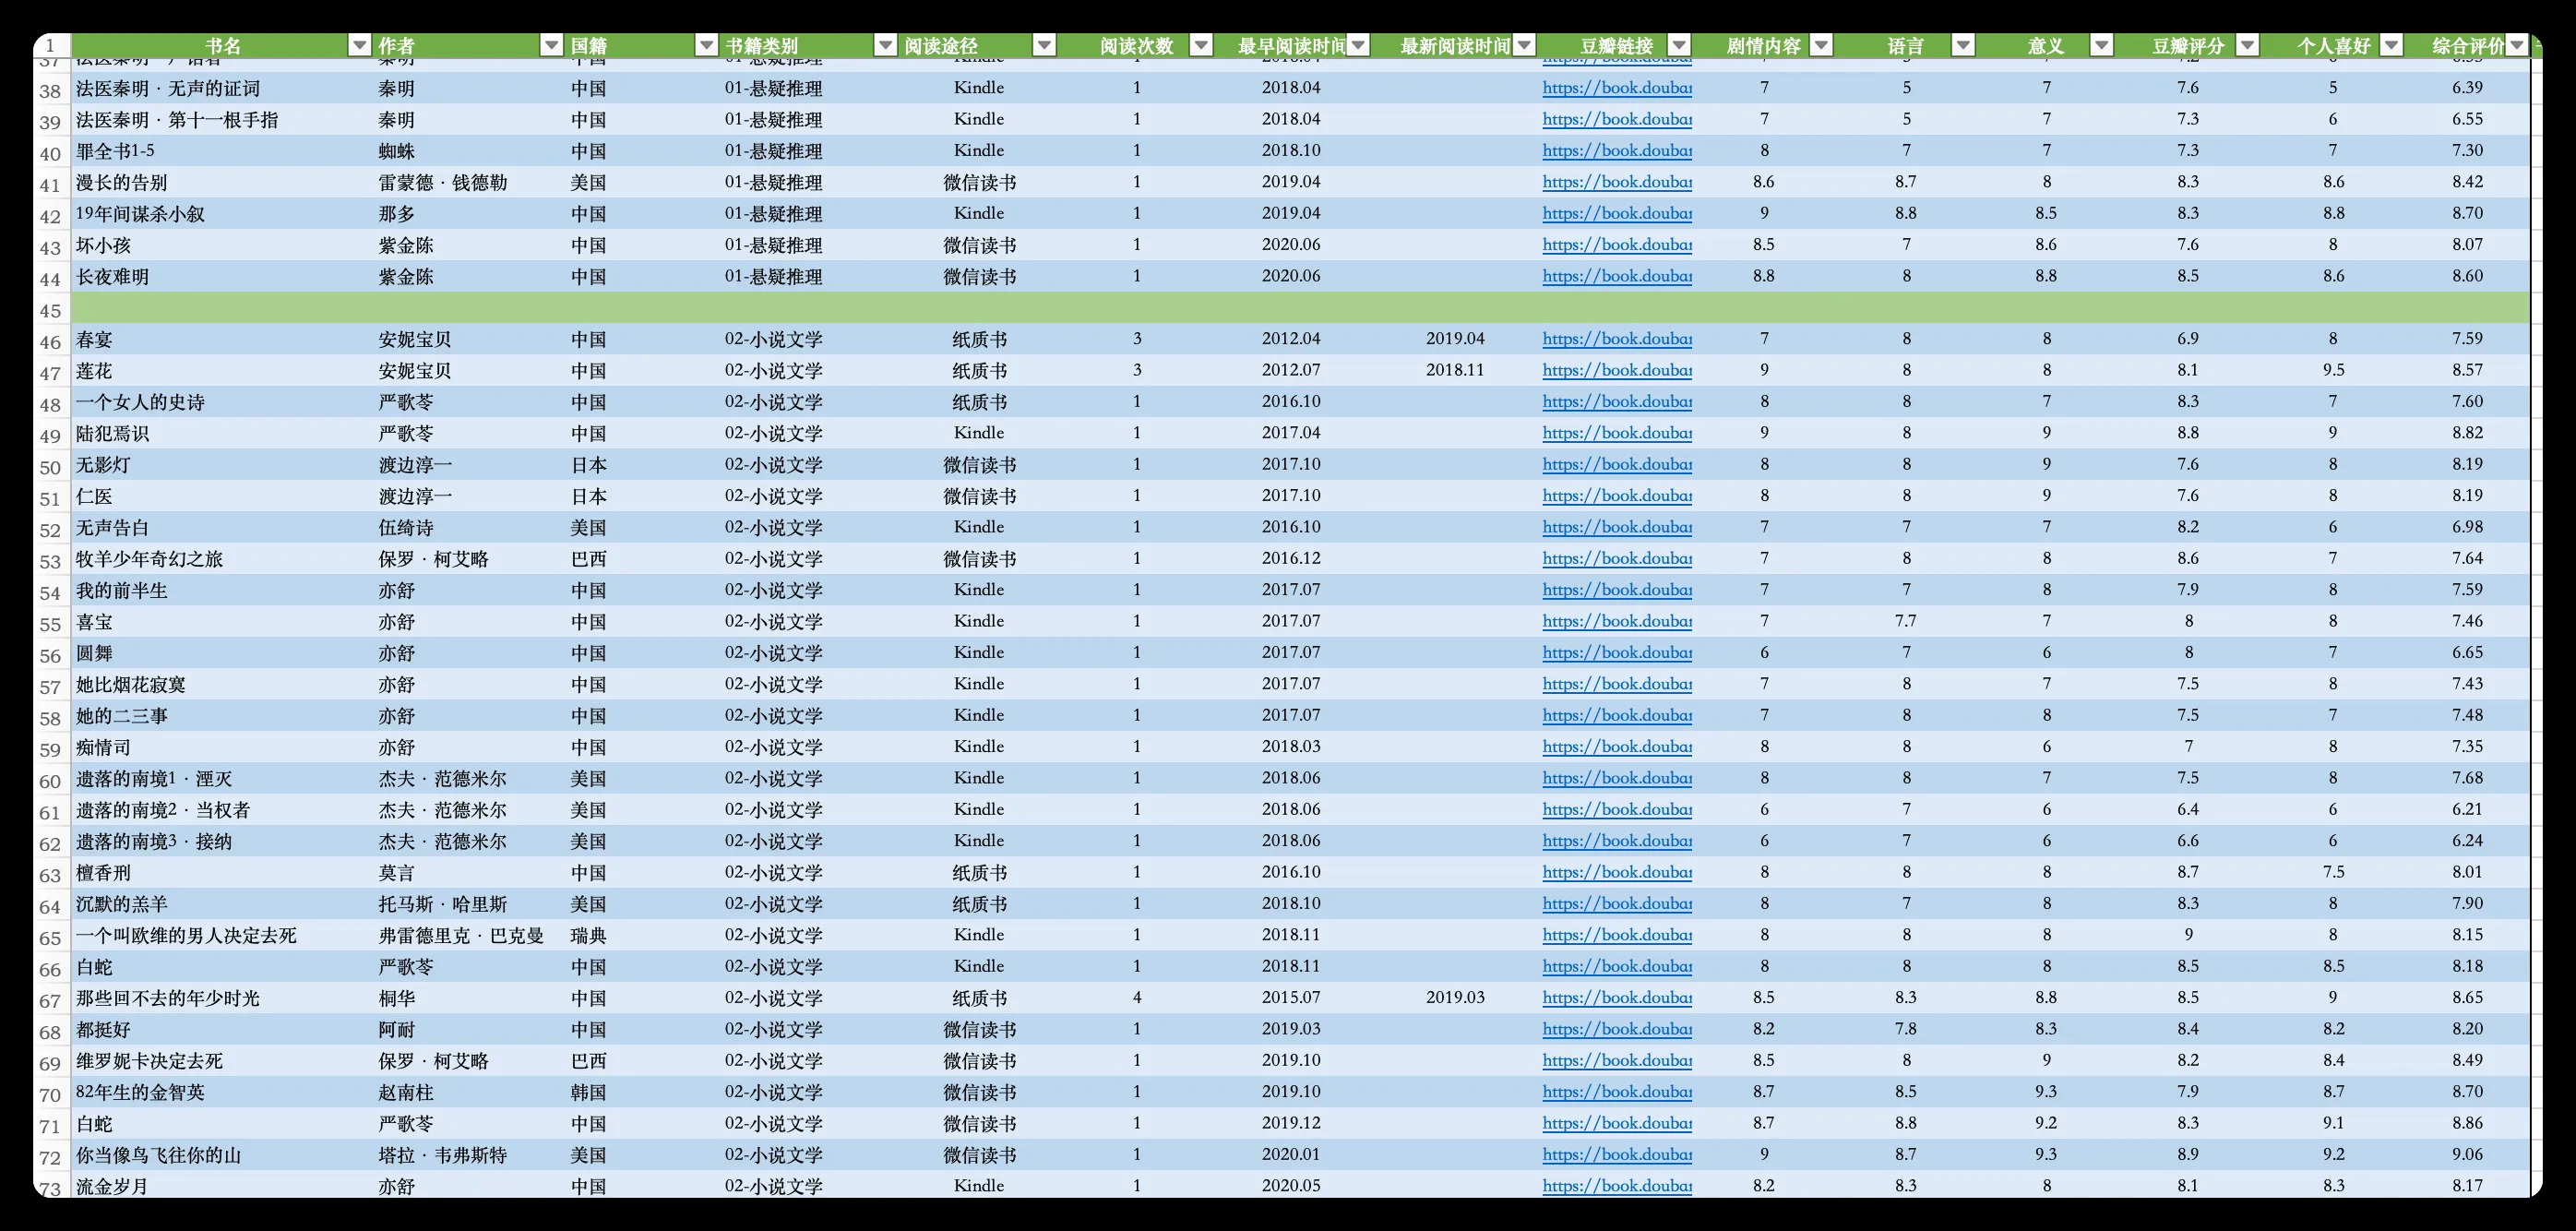 1 书名 作者 国籍 书籍类别 阅读途径 阅读次数 最早阅读时间 最新阅读时间 豆瓣链接 剧情内容 语言 意义 豆瓣评分 个人喜好 综合评价
38 法医秦明·无声的证词 秦明 中国 01-悬疑推理 Kindle 1 2018.04 https://book.douban 7 5 7 7.6 5 6.39
39 法医秦明·第十一根手指 秦明 中国 01-悬疑推理 Kindle 1 2018.04 https://book.douban 7 5 7 7.3 6 6.55
40 罪全书1-5 蜘蛛 中国 01-悬疑推理 Kindle 1 2018.10 https://book.douban 8 7 7 7.3 7 7.30
41 漫长的告别 雷蒙德·钱德勒 美国 01-悬疑推理 微信读书 1 2019.04 https://book.douban 8.6 8.7 8 8.3 8.6 8.42
42 19年间谋杀小叙 那多 中国 01-悬疑推理 Kindle 1 2019.04 https://book.douban 9 8.8 8.5 8.3 8.8 8.70
43 坏小孩 紫金陈 中国 01-悬疑推理 微信读书 1 2020.06 https://book.douban 8.5 7 8.6 7.6 8 8.07
44 长夜难明 紫金陈 中国 01-悬疑推理 微信读书 1 2020.06 https://book.douban 8.8 8 8.8 8.5 8.6 8.60
45
46 春宴 安妮宝贝 中国 02-小说文学 纸质书 3 2012.04 2019.04 https://book.douban 7 8 8 6.9 8 7.59
47 莲花 安妮宝贝 中国 02-小说文学 纸质书 3 2012.07 2018.11 https://book.douban 9 8 8 8.1 9.5 8.57
48 一个女人的史诗 严歌苓 中国 02-小说文学 纸质书 1 2016.10 https://book.douban 8 8 7 8.3 7 7.60
49 陆犯焉识 严歌苓 中国 02-小说文学 Kindle 1 2017.04 https://book.douban 9 8 9 8.8 9 8.82
50 无影灯 渡边淳一 日本 02-小说文学 微信读书 1 2017.10 https://book.douban 8 8 9 7.6 8 8.19
51 仁医 渡边淳一 日本 02-小说文学 微信读书 1 2017.10 https://book.douban 8 8 9 7.6 8 8.19
52 无声告白 伍绮诗 美国 02-小说文学 Kindle 1 2016.10 https://book.douban 7 7 7 8.2 6 6.98
53 牧羊少年奇幻之旅 保罗·柯艾略 巴西 02-小说文学 微信读书 1 2016.12 https://book.douban 7 8 8 8.6 7 7.64
54 我的前半生 亦舒 中国 02-小说文学 Kindle 1 2017.07 https://book.douban 7 7 8 7.9 8 7.59
55 喜宝 亦舒 中国 02-小说文学 Kindle 1 2017.07 https://book.douban 7 7.7 7 8 8 7.46
56 圆舞 亦舒 中国 02-小说文学 Kindle 1 2017.07 https://book.douban 6 7 6 8 7 6.65
57 她比烟花寂寞 亦舒 中国 02-小说文学 Kindle 1 2017.07 https://book.douban 7 8 7 7.5 8 7.43
58 她的二三事 亦舒 中国 02-小说文学 Kindle 1 2017.07 https://book.douban 7 8 8 7.5 7 7.48
59 痴情司 亦舒 中国 02-小说文学 Kindle 1 2018.03 https://book.douban 8 8 6 7 8 7.35
60 遗落的南境1·湮灭 杰夫·范德米尔 美国 02-小说文学 Kindle 1 2018.06 https://book.douban 8 8 7 7.5 8 7.68
61 遗落的南境2·当权者 杰夫·范德米尔 美国 02-小说文学 Kindle 1 2018.06 https://book.douban 6 7 6 6.4 6 6.21
62 遗落的南境3·接纳 杰夫·范德米尔 美国 02-小说文学 Kindle 1 2018.06 https://book.douban 6 7 6 6.6 6 6.24
63 檀香刑 莫言 中国 02-小说文学 纸质书 1 2016.10 https://book.douban 8 8 8 8.7 7.5 8.01
64 沉默的羔羊 托马斯·哈里斯 美国 02-小说文学 纸质书 1 2018.10 https://book.douban 8 7 8 8.3 8 7.90
65 一个叫欧维的男人决定去死 弗雷德里克·巴克曼 瑞典 02-小说文学 Kindle 1 2018.11 https://book.douban 8 8 8 9 8 8.15
66 白蛇 严歌苓 中国 02-小说文学 Kindle 1 2018.11 https://book.douban 8 8 8 8.5 8.5 8.18
67 那些回不去的年少时光 桐华 中国 02-小说文学 纸质书 4 2015.07 2019.03 https://book.douban 8.5 8.3 8.8 8.5 9 8.65
68 都挺好 阿耐 中国 02-小说文学 微信读书 1 2019.03 https://book.douban 8.2 7.8 8.3 8.4 8.2 8.20
69 维罗妮卡决定去死 保罗·柯艾略 巴西 02-小说文学 微信读书 1 2019.10 https://book.douban 8.5 8 9 8.2 8.4 8.49
70 82年生的金智英 赵南柱 韩国 02-小说文学 微信读书 1 2019.10 https://book.douban 8.7 8.5 9.3 7.9 8.7 8.70
71 白蛇 严歌苓 中国 02-小说文学 微信读书 1 2019.12 https://book.douban 8.7 8.8 9.2 8.3 9.1 8.86
72 你当像鸟飞往你的山 塔拉·韦弗斯特 美国 02-小说文学 微信读书 1 2020.01 https://book.douban 9 8.7 9.3 8.9 9.2 9.06
73 流金岁月 亦舒 中国 02-小说文学 Kindle 1 2020.05 https://book.douban 8.2 8.3 8 8.1 8.3 8.17